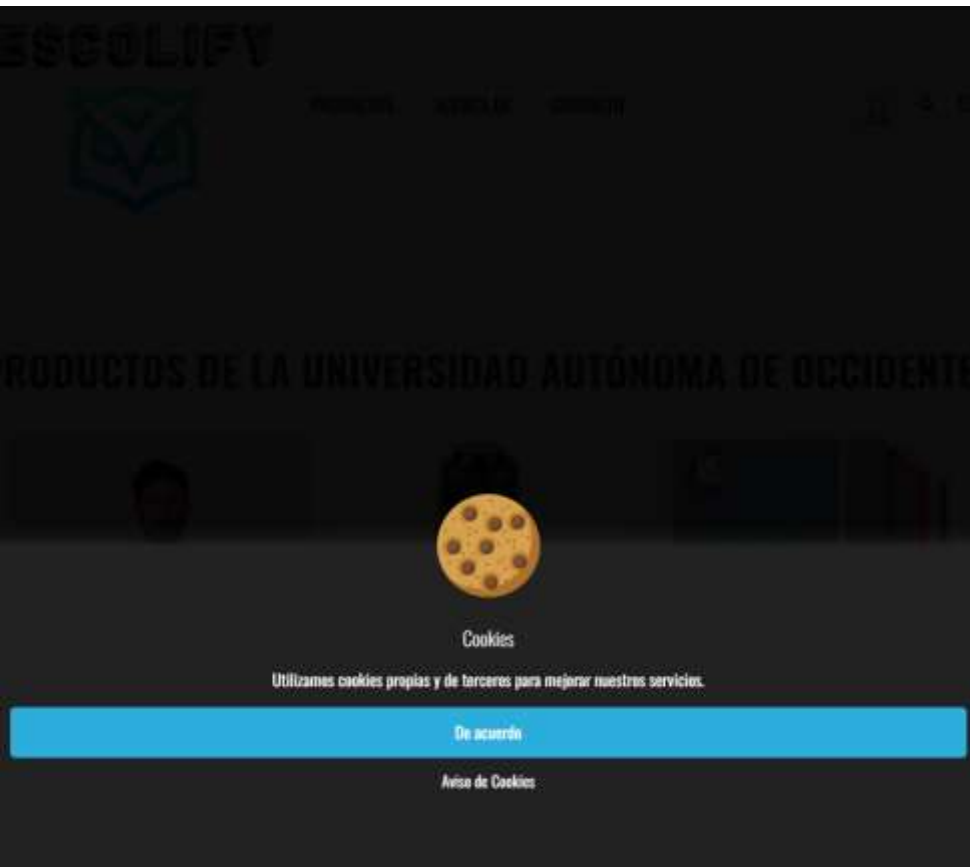 ESCOLIFY
PRODUCTOS DE LA UNIVERSIDAD AUTÓNOMA DE OCCIDENTE
Cookies
Utilizamos cookies propias y de terceros para mejorar nuestros servicios.
De acuerdo
Aviso de Cookies